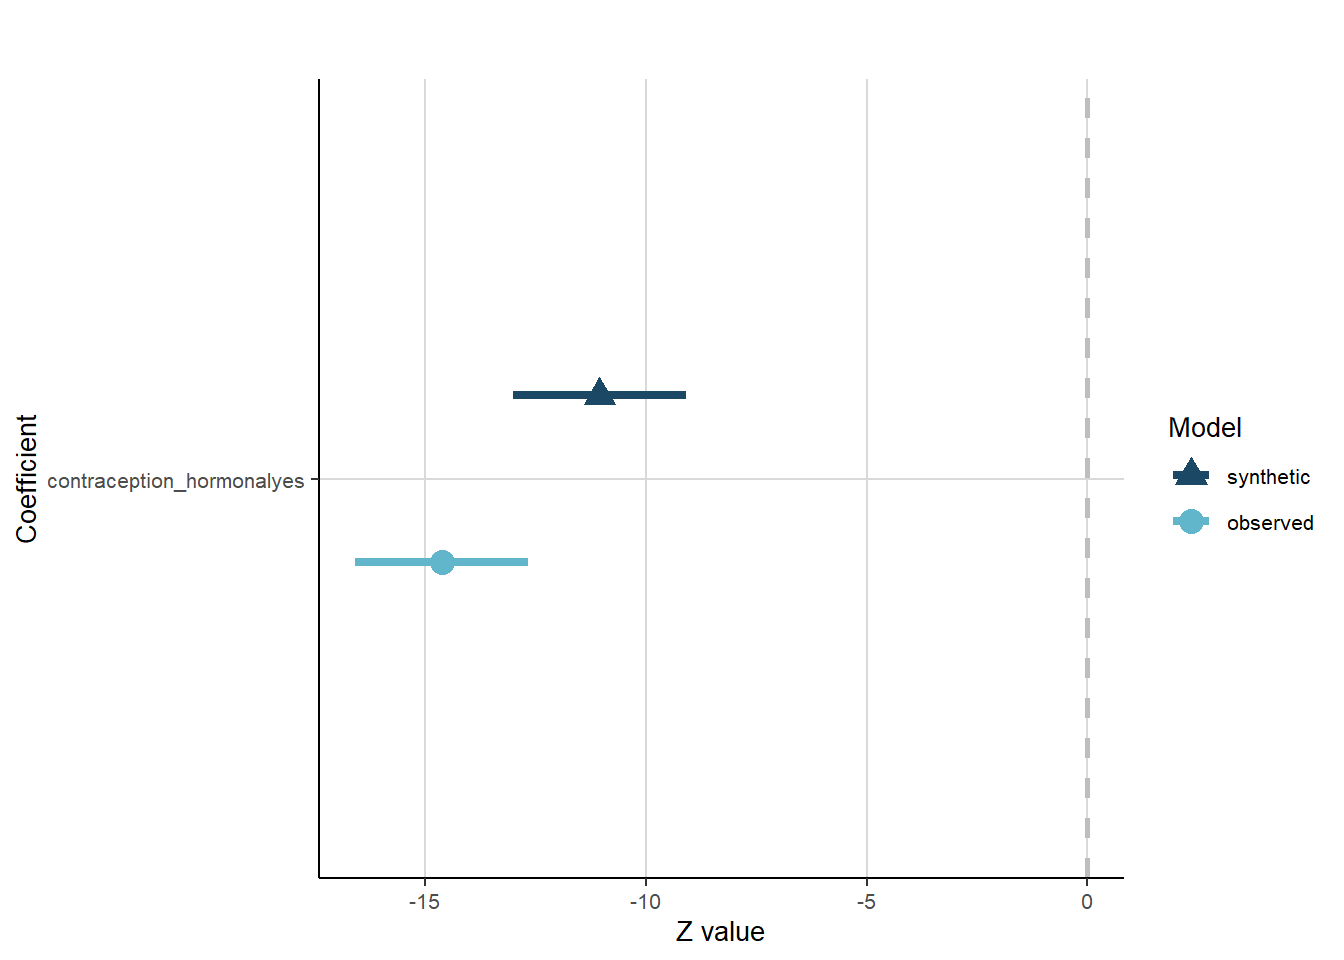 Coefficient
contraception_hormonalyes
-15
-10
-5
0
Z value
Model
synthetic
observed